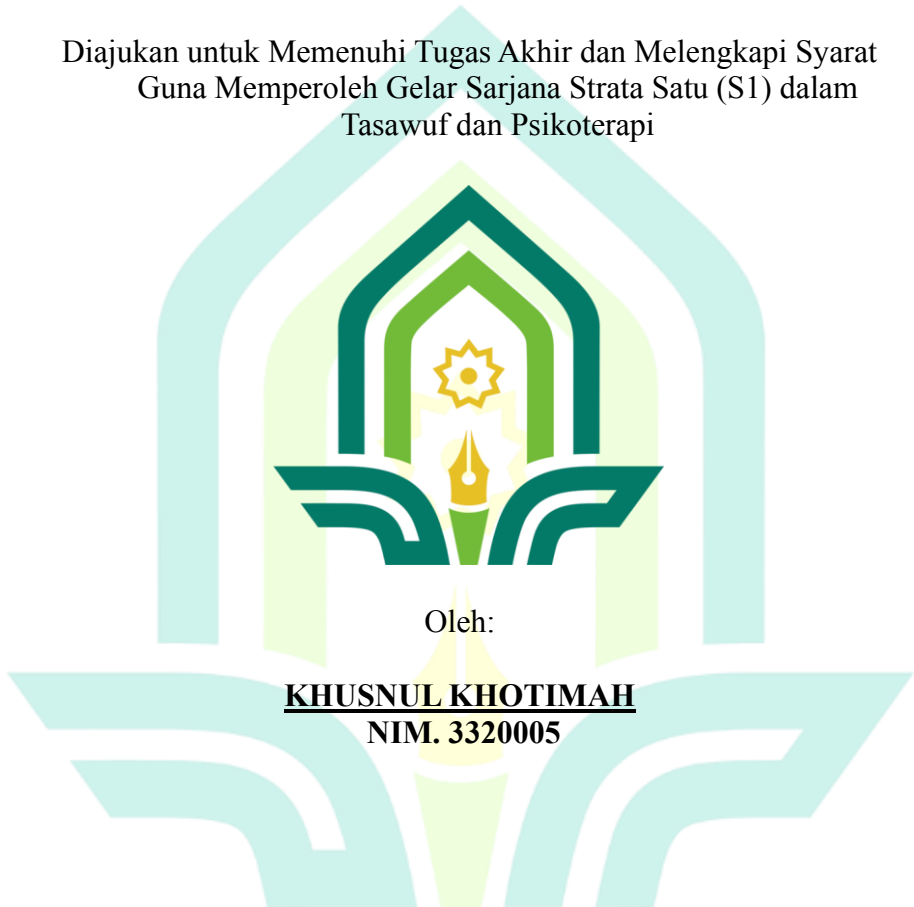 Diajukan untuk Memenuhi Tugas Akhir dan Melengkapi Syarat
Guna Memperoleh Gelar Sarjana Strata Satu (S1) dalam
Tasawuf dan Psikoterapi
Oleh:
KHUSNUL KHOTIMAH
NIM. 3320005